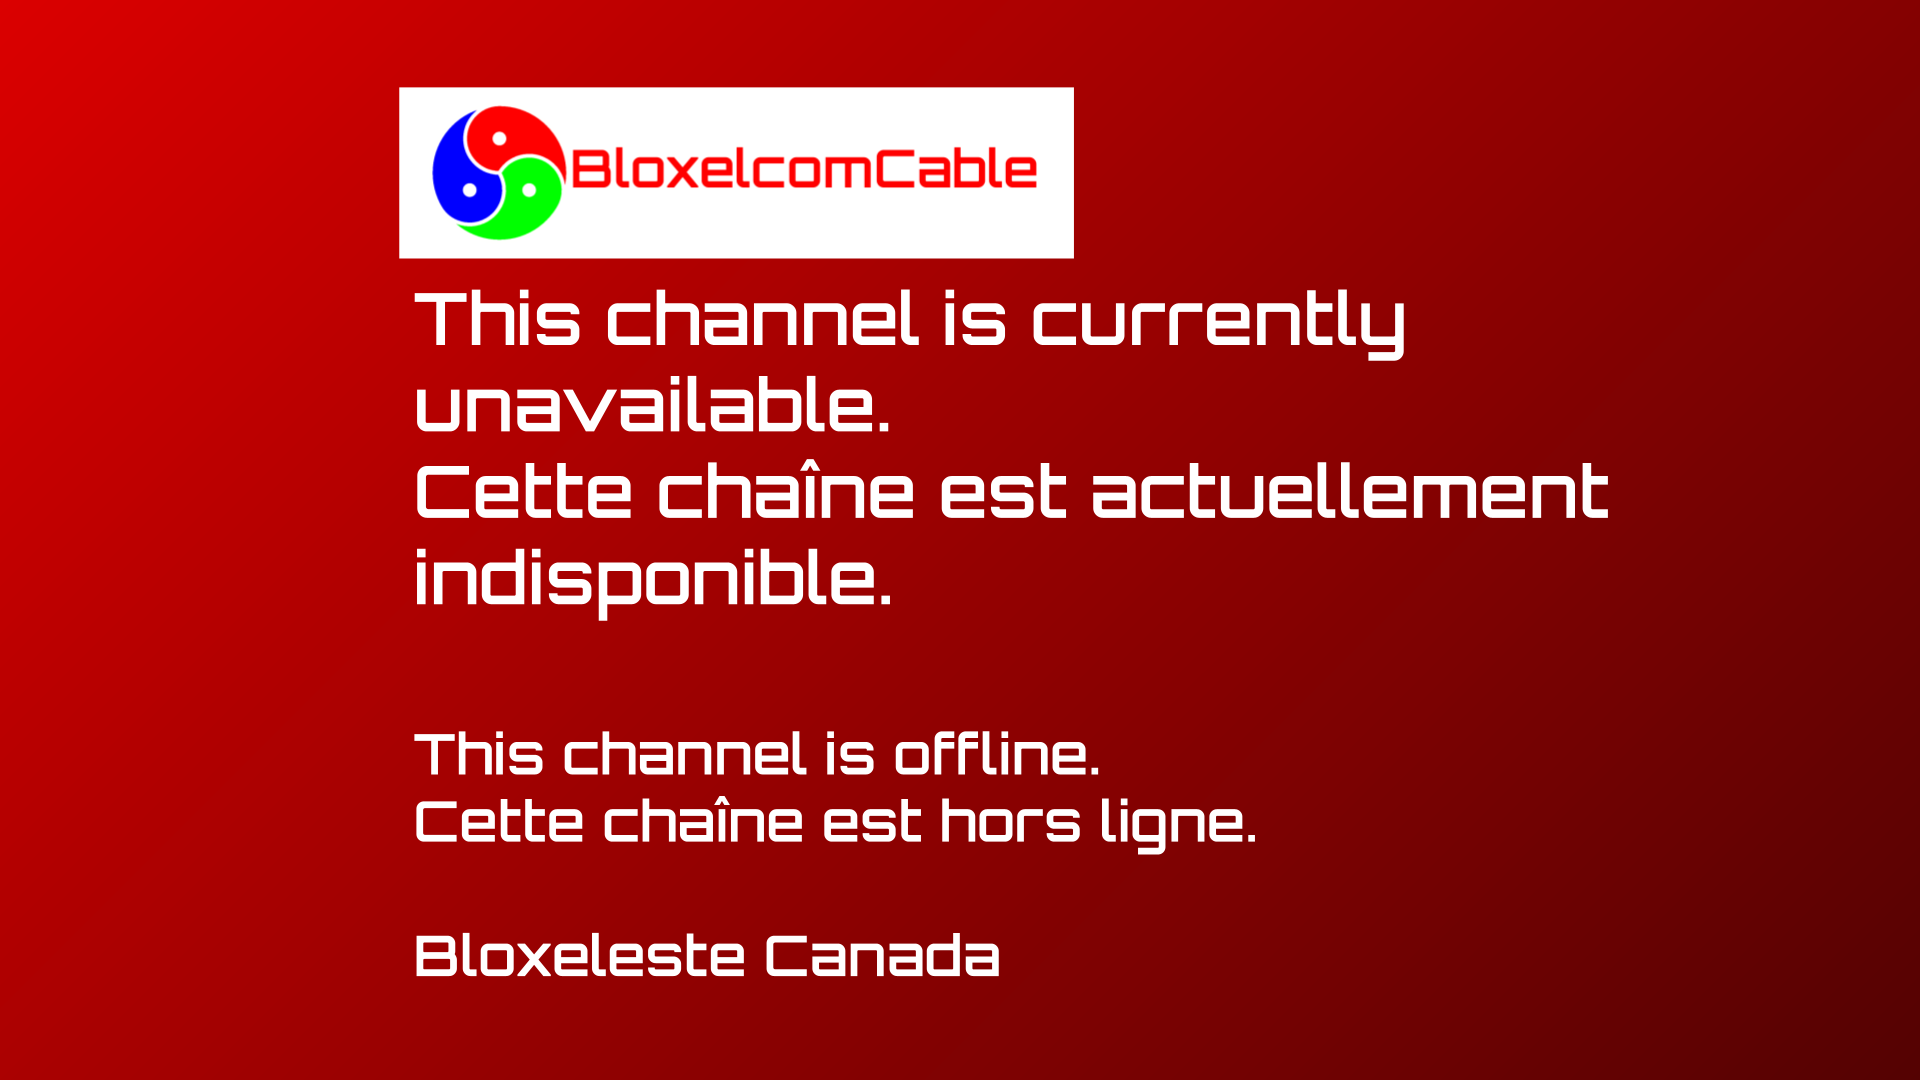 BloxelcomCable
This channel is currently
unavailable.
Cette chaîne est actuellement
indisponible.
This channel is offline.
Cette chaîne est hors ligne.
Bloxeleste Canada